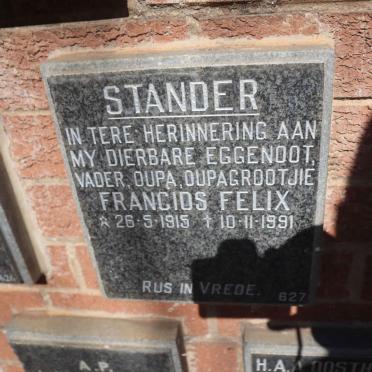 STANDER
STANDER
IN TERE HERINNERING AAN
MY DIERBARE EGGENOOT,
VADER, OUPA, OUPAGROOTJIE
FRANCIOS FELIX
☆ 26-5-1915 † 10-11-1991
RUS IN VREDE.
627
A.P.
H.A.